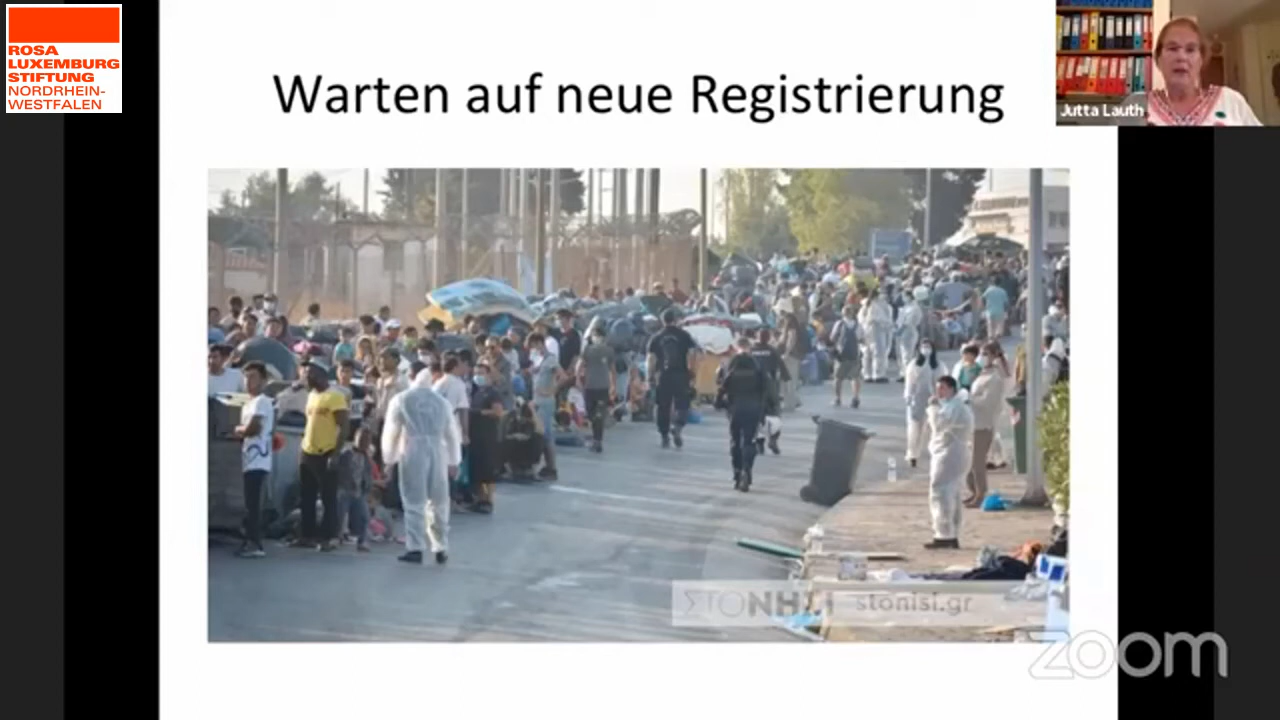 ROSA
LUXEMBURG
STIFTUNG
NORDRHEIN-
WESTFALEN
Warten auf neue Registrierung
Jutta Lauth
ΣΤΟΝΗΣΙ stonisi.gr
zoom